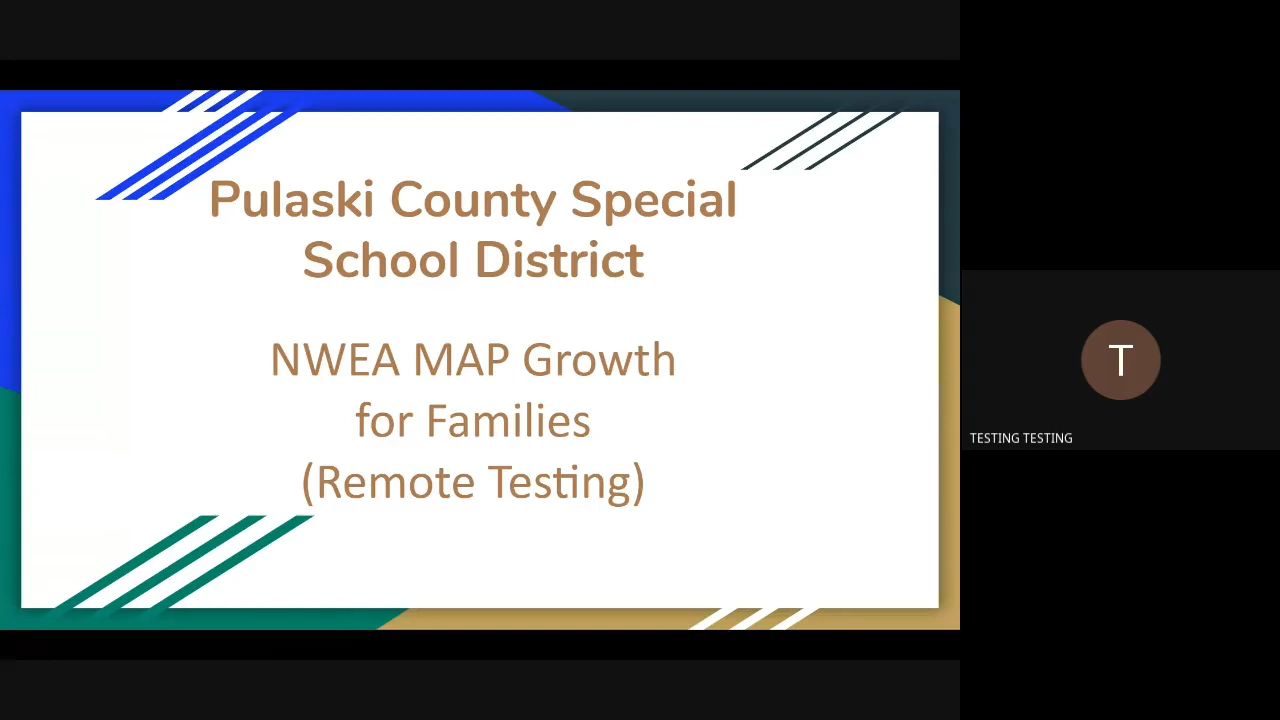 Pulaski County Special
School District
NWEA MAP Growth
for Families
(Remote Testing)
T
TESTING TESTING